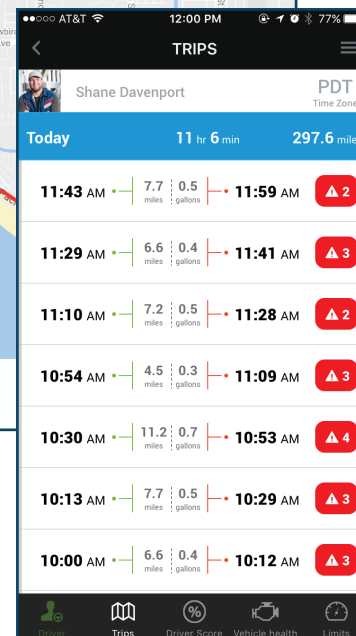 AT&T 12:00 PM 77%
TRIPS
Shane Davenport PDT
Time Zone
Today 11 hr 6 min 297.6 mile
11:43 AM 7.7 miles 0.5 gallons 11:59 AM 2
11:29 AM 6.6 miles 0.4 gallons 11:41 AM 3
11:10 AM 7.2 miles 0.5 gallons 11:28 AM 2
10:54 AM 4.5 miles 0.3 gallons 11:09 AM 3
10:30 AM 11.2 miles 0.7 gallons 10:53 AM 4
10:13 AM 7.7 miles 0.5 gallons 10:29 AM 3
10:00 AM 6.6 miles 0.4 gallons 10:12 AM 3
Driver Trips Driver Score Vehicle health Limits